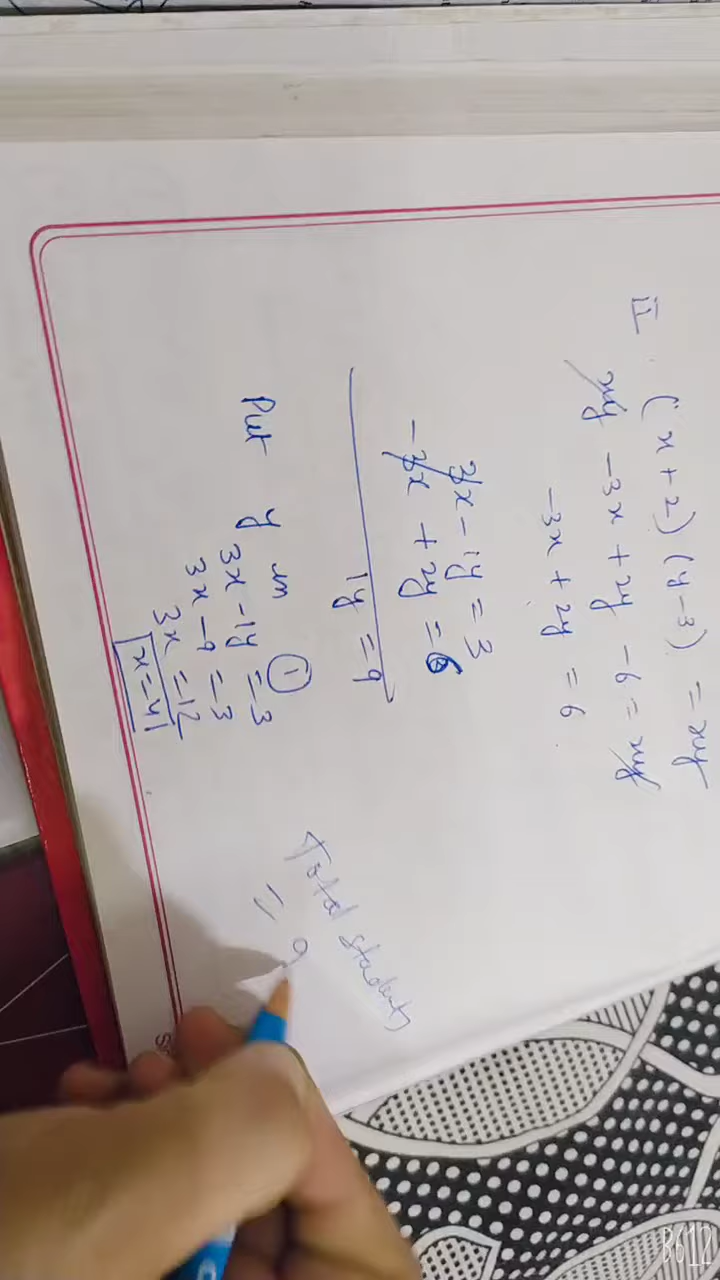 II. (x+2) (y-3) = xy
xy -3x + 2y -6 = xy
-3x + 2y = 6
3x - 1y = 3
-3x + 2y = 6
1y = 9
Put y in ①
3x - 1y = 3
3x - 9 = 3
3x = 12
x = 4
Total students
= 9
B612